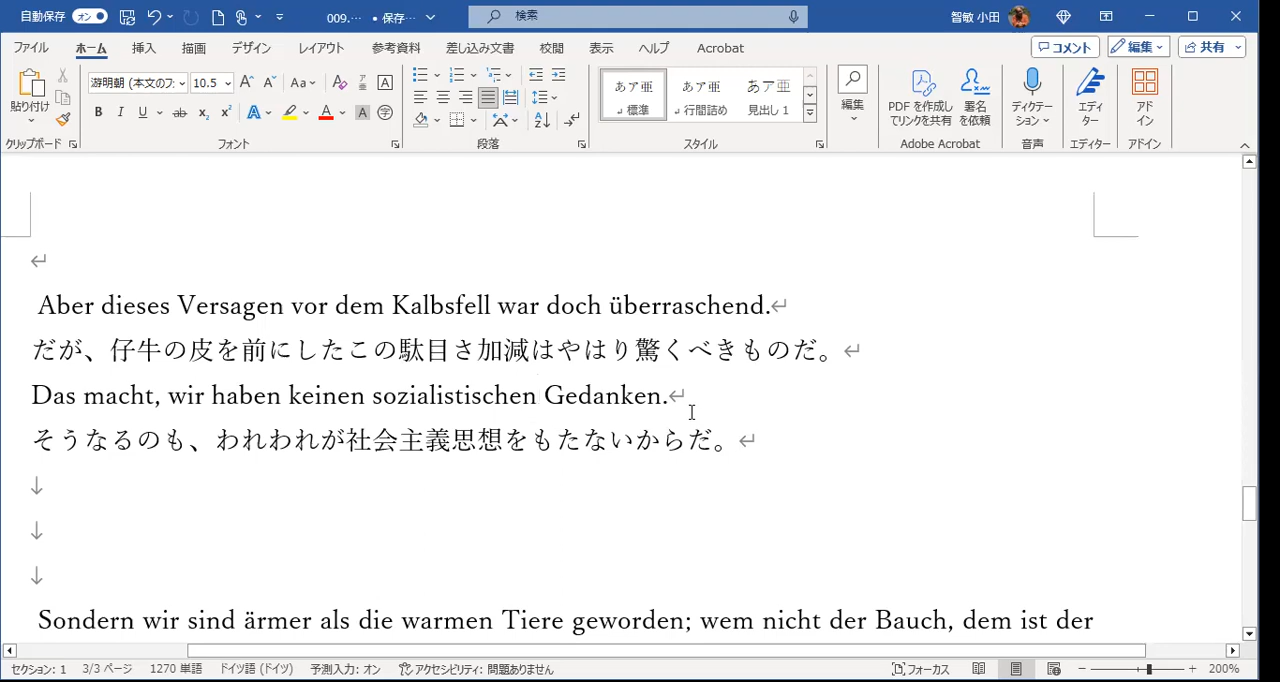 自動保存 オン 009.… • 保存… 検索 智敏 小田
ファイル ホーム 挿入 描画 デザイン レイアウト 参考資料 差し込み文書 校閲 表示 ヘルプ Acrobat コメント 編集 共有
貼り付け
クリップボード
游明朝 (本文のフ 10.5 Aa
B I U ab x₂ x² A A A 字
フォント
段落
あア亜 あア亜 あア亜
↲標準 ↲行間詰め 見出し 1
スタイル
編集
PDF を作成し
てリンクを共有
署名
を依頼
Adobe Acrobat
ディクテー
ション
音声
エディ
ター
エディター
アド
イン
アドイン
Aber dieses Versagen vor dem Kalbsfell war doch überraschend.↵
だが、仔牛の皮を前にしたこの駄目さ加減はやはり驚くべきものだ。↵
Das macht, wir haben keinen sozialistischen Gedanken.↵
そうなるのも、われわれが社会主義思想をもたないからだ。↵
↓
↓
↓
Sondern wir sind ärmer als die warmen Tiere geworden; wem nicht der Bauch, dem ist der
セクション: 1 3/3 ページ 1270 単語 ドイツ語 (ドイツ) 予測入力: オン アクセシビリティ: 問題ありません フォーカス 200%